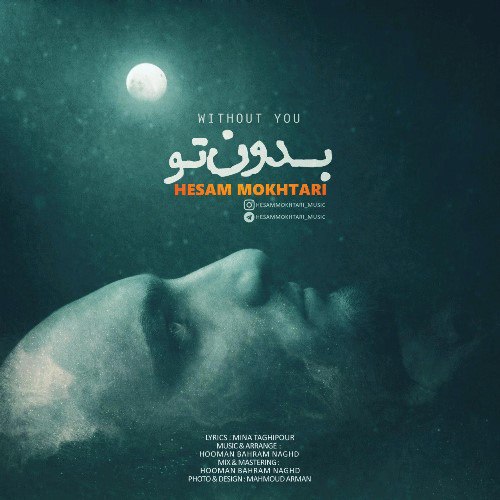 WITHOUT YOU
بدون تو
HESAM MOKHTARI
HESAMMOKHTARI_MUSIC
HESAMMOKHTARI_MUSIC
LYRICS : MINA TAGHIPOUR
MUSIC & ARRANGE :
HOOMAN BAHRAM NAGHD
MIX & MASTERING :
HOOMAN BAHRAM NAGHD
PHOTO & DESIGN : MAHMOUD ARMAN